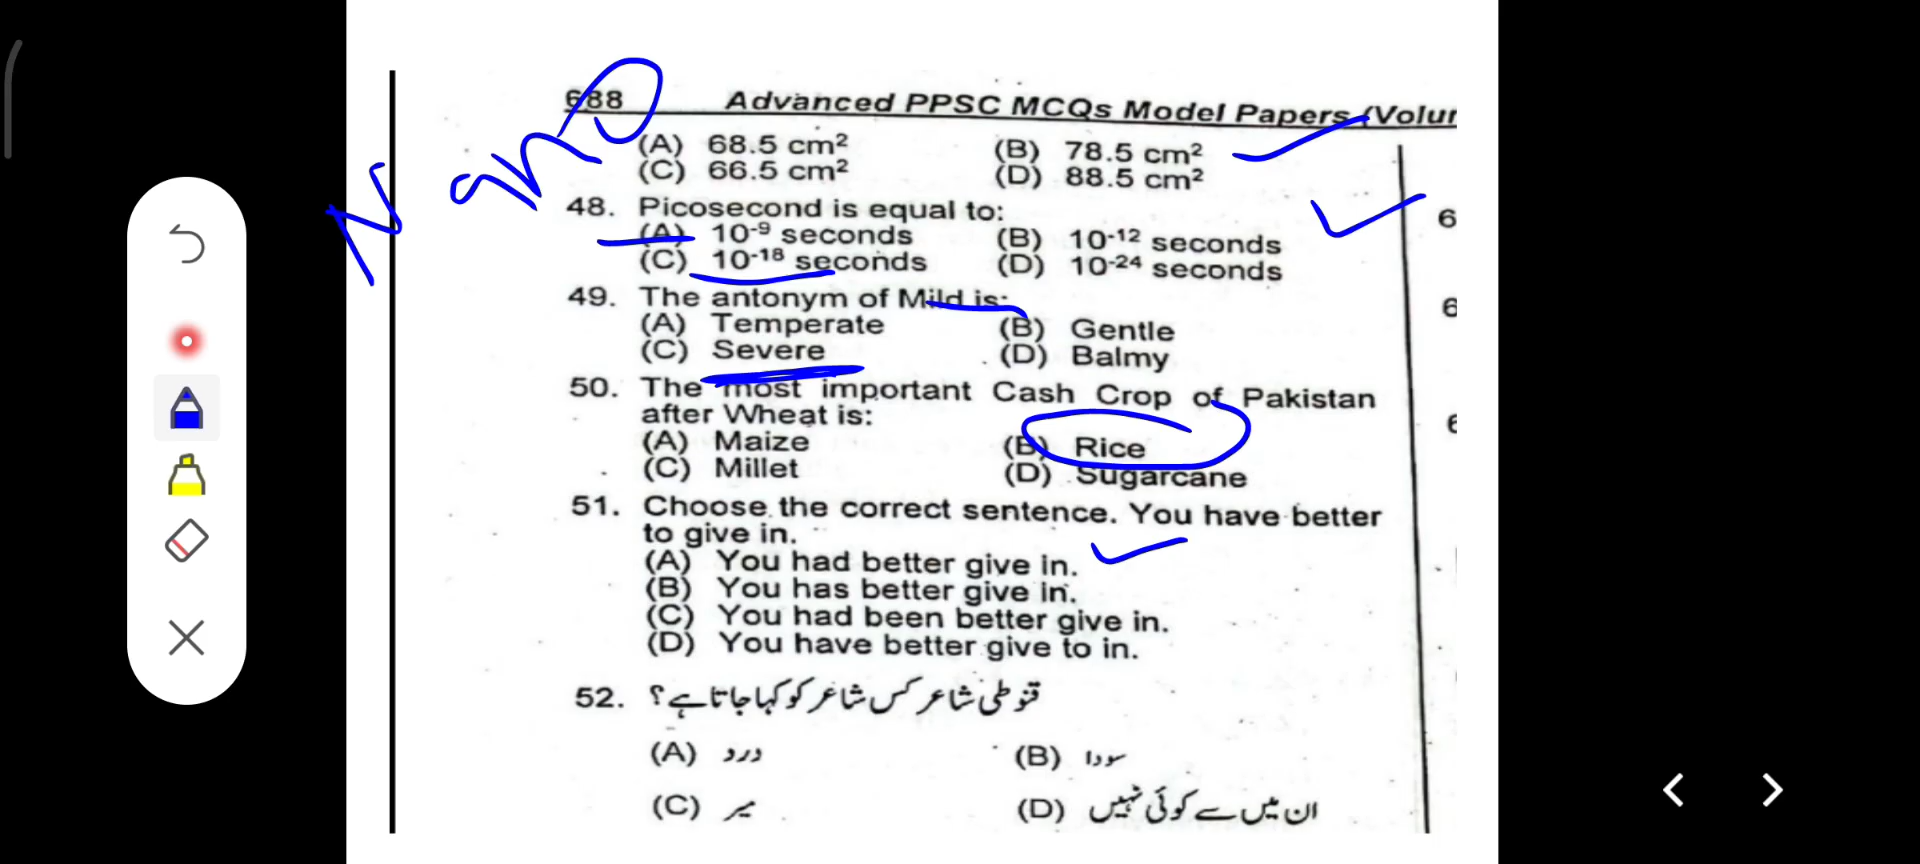 Nano
688 Advanced PPSC MCQs Model Papers (Volu
(A) 68.5 cm² (B) 78.5 cm²
(C) 66.5 cm² (D) 88.5 cm²
48. Picosecond is equal to:
(A) 10⁻⁹ seconds (B) 10⁻¹² seconds
(C) 10⁻¹⁸ seconds (D) 10⁻²⁴ seconds
49. The antonym of Mild is:
(A) Temperate (B) Gentle
(C) Severe (D) Balmy
50. The most important Cash Crop of Pakistan
after Wheat is:
(A) Maize (B) Rice
(C) Millet (D) Sugarcane
51. Choose the correct sentence. You have better
to give in.
(A) You had better give in.
(B) You has better give in.
(C) You had been better give in.
(D) You have better give to in.
52. قنوطی شاعر کس شاعر کو کہا جاتا ہے؟
(A) درد (B) سودا
(C) میر (D) ان میں سے کوئی نہیں
6
6
6